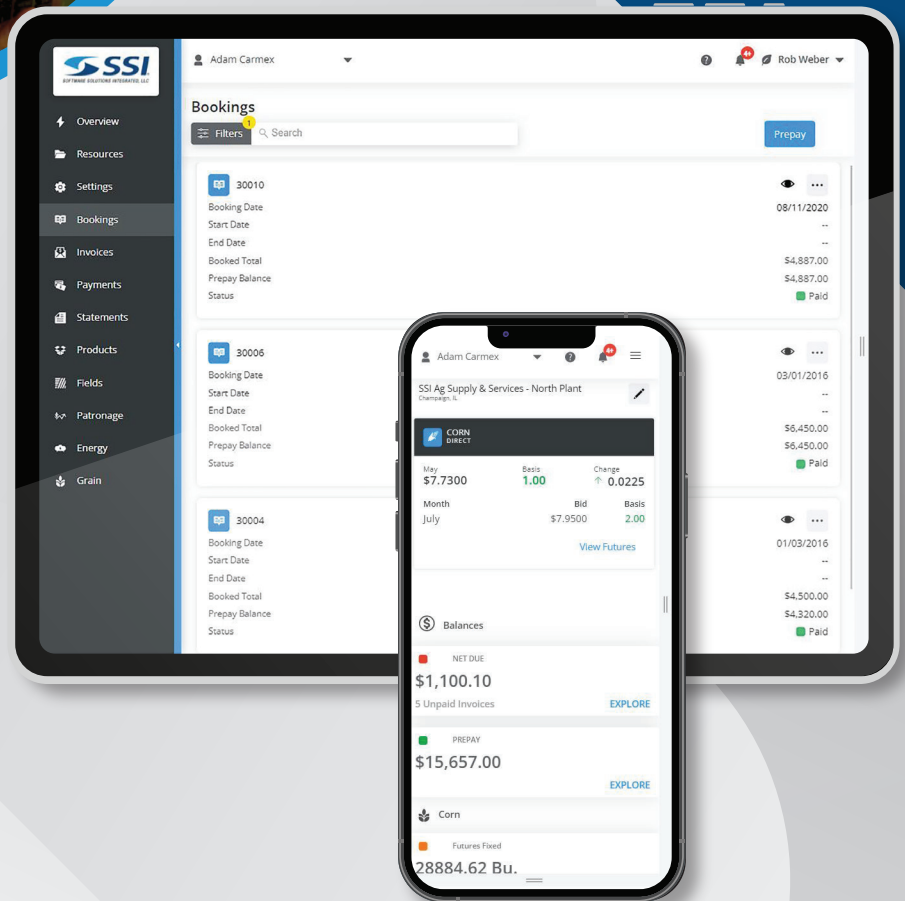 SSI
SOFTWARE SOLUTIONS INTEGRATED, LLC
Overview
Resources
Settings
Bookings
Invoices
Payments
Statements
Products
Fields
Patronage
Energy
Grain
Adam Carmex
?
4+
Rob Weber
Bookings
Filters
1
Search
Prepay
30010
Booking Date 08/11/2020
Start Date --
End Date --
Booked Total $4,887.00
Prepay Balance $4,887.00
Status Paid
30006
Booking Date 03/01/2016
Start Date --
End Date --
Booked Total $6,450.00
Prepay Balance $6,450.00
Status Paid
30004
Booking Date 01/03/2016
Start Date --
End Date --
Booked Total $4,500.00
Prepay Balance $4,320.00
Status Paid
Adam Carmex
?
4+
SSI Ag Supply & Services - North Plant
Champaign, IL
CORN
DIRECT
May Basis Change
$7.7300 1.00 ↑ 0.0225
Month Bid Basis
July $7.9500 2.00
View Futures
$ Balances
NET DUE
$1,100.10
5 Unpaid Invoices EXPLORE
PREPAY
$15,657.00
EXPLORE
Corn
Futures Fixed
28884.62 Bu.